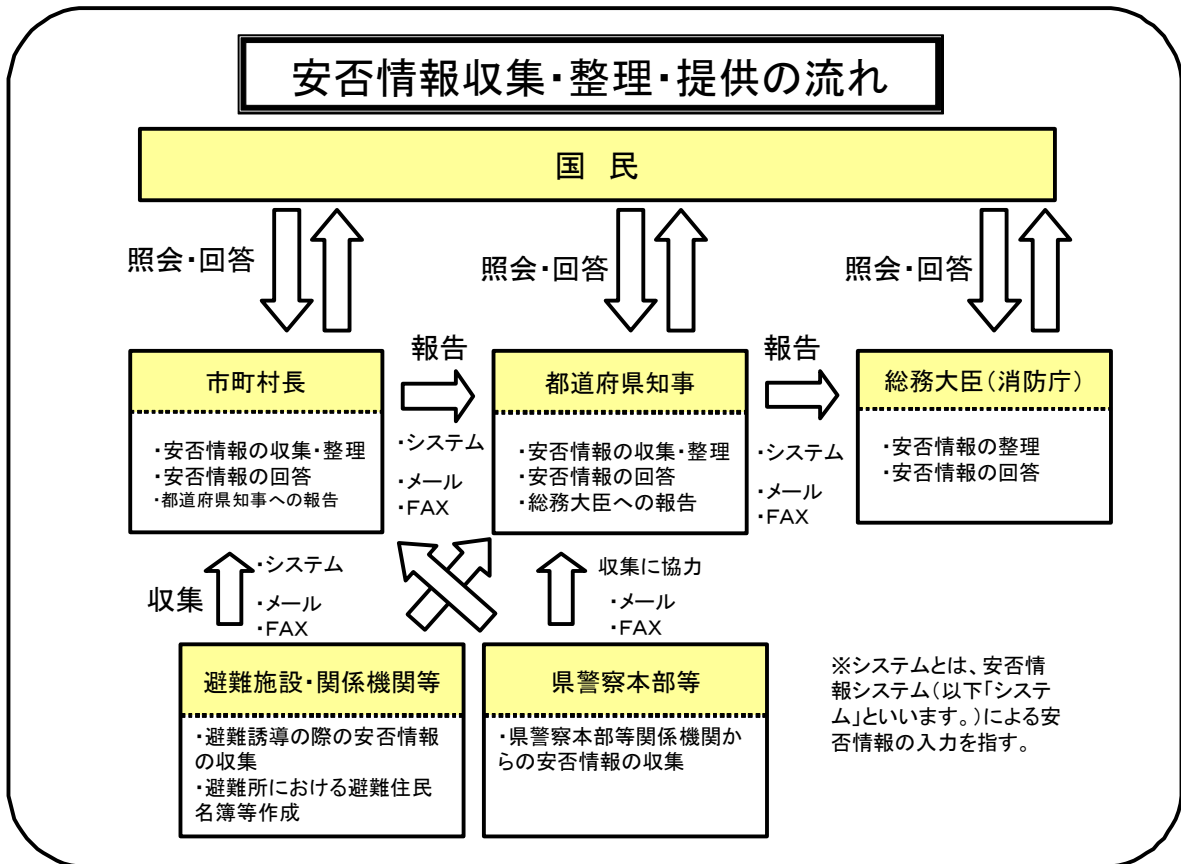 安否情報収集・整理・提供の流れ
国　民
照会・回答
照会・回答
照会・回答
市町村長
・安否情報の収集・整理
・安否情報の回答
・都道府県知事への報告
報告
・システム
・メール
・FAX
都道府県知事
・安否情報の収集・整理
・安否情報の回答
・総務大臣への報告
報告
・システム
・メール
・FAX
総務大臣（消防庁）
・安否情報の整理
・安否情報の回答
収集
・システム
・メール
・FAX
収集に協力
・メール
・FAX
避難施設・関係機関等
・避難誘導の際の安否情報
の収集
・避難所における避難住民
名簿等作成
県警察本部等
・県警察本部等関係機関か
らの安否情報の収集
※システムとは、安否情
報システム（以下「システ
ム」といいます。）による安
否情報の入力を指す。